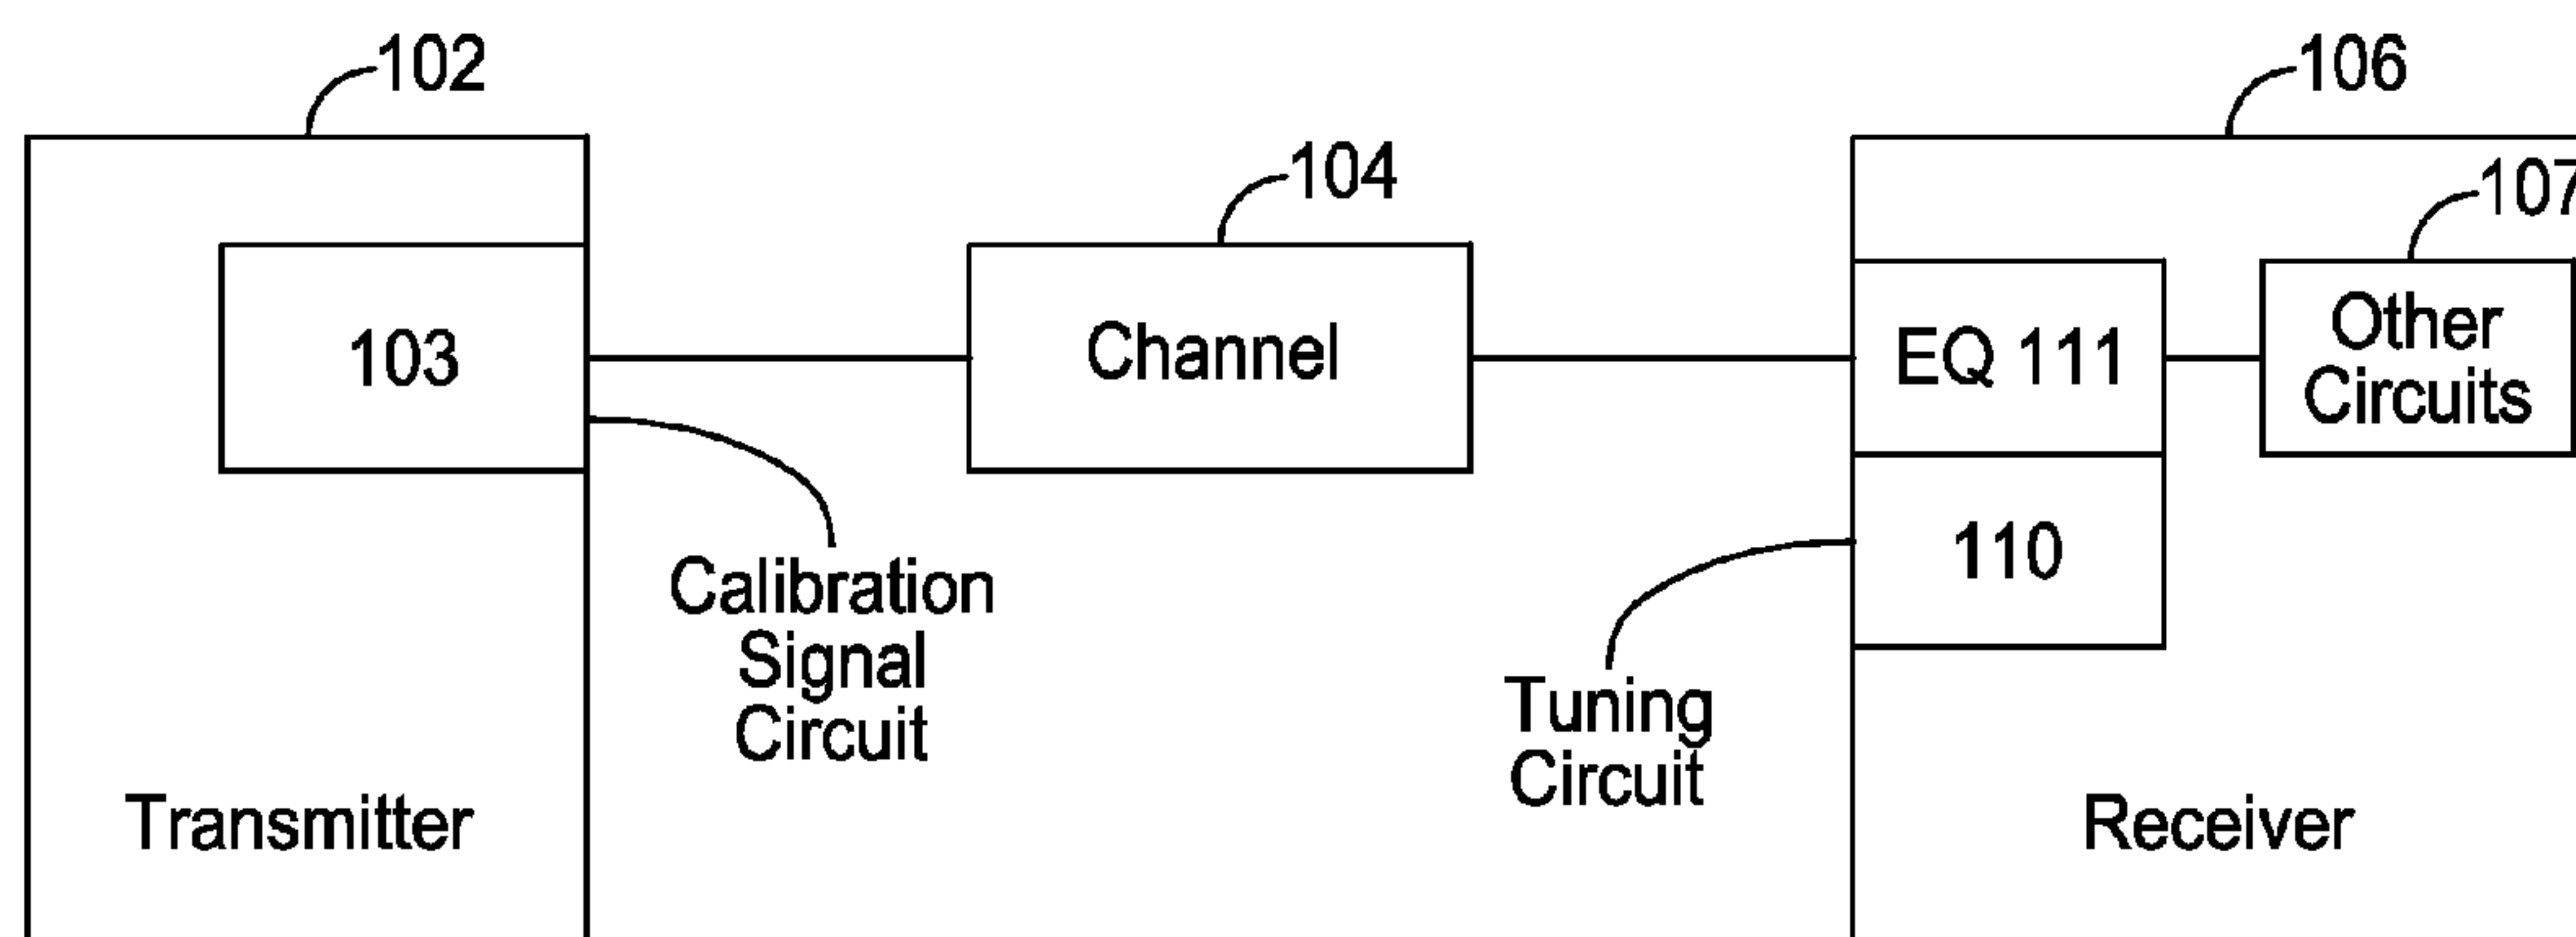 102
106
104
107
103
Channel
EQ 111
Other
Circuits
110
Calibration
Signal
Circuit
Tuning
Circuit
Transmitter
Receiver